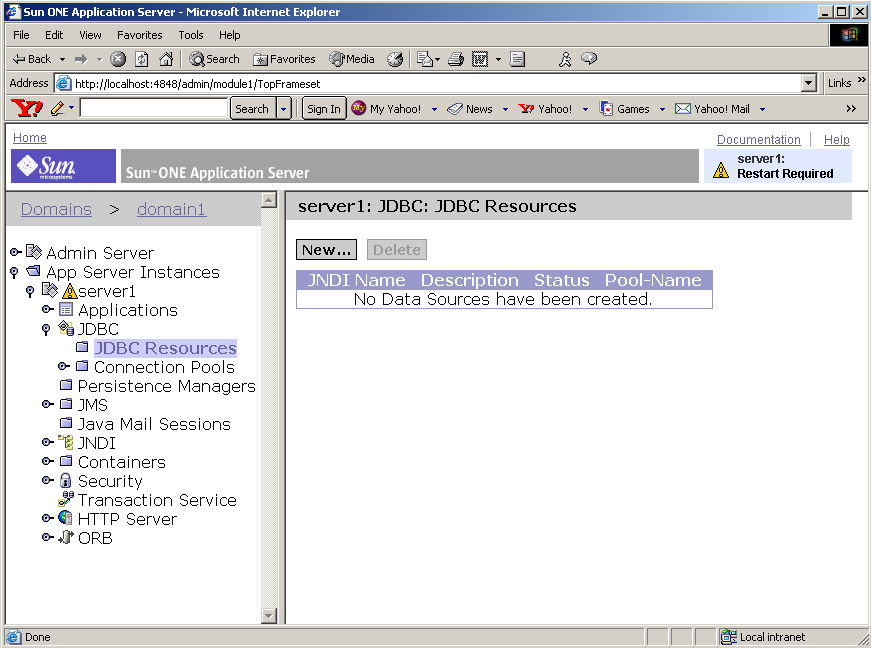 Sun ONE Application Server - Microsoft Internet Explorer
File Edit View Favorites Tools Help
Back Search Favorites Media
Address http://localhost:4848/admin/module1/TopFrameset Links »
Y! Search Sign In My Yahoo! News Yahoo! Games Yahoo! Mail »
Home Documentation | Help
Sun microsystems Sun™ ONE Application Server server1:
Restart Required
Domains > domain1 server1: JDBC: JDBC Resources
New... Delete
Admin Server
App Server Instances
server1
Applications
JDBC
JDBC Resources
Connection Pools
Persistence Managers
JMS
Java Mail Sessions
JNDI
Containers
Security
Transaction Service
HTTP Server
ORB
JNDI Name Description Status Pool-Name
No Data Sources have been created.
Done Local intranet